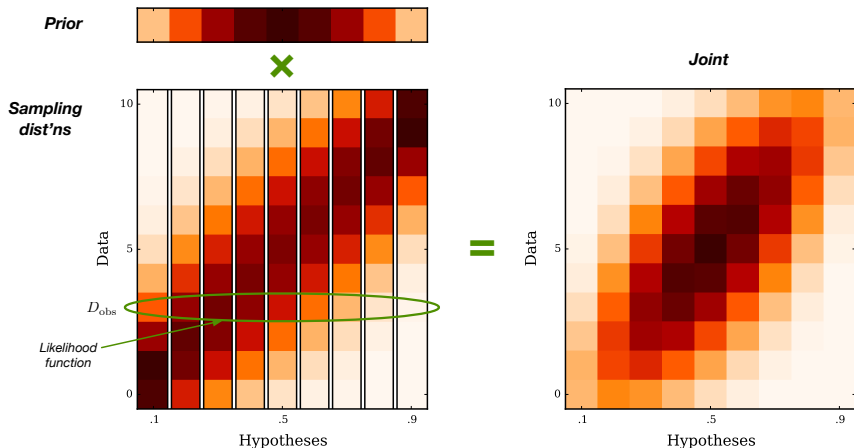 Prior
×
Joint
Sampling
dist'ns
10
5
0
Data
D_obs
Likelihood
function
.1
.5
.9
Hypotheses
=
10
5
0
Data
.1
.5
.9
Hypotheses